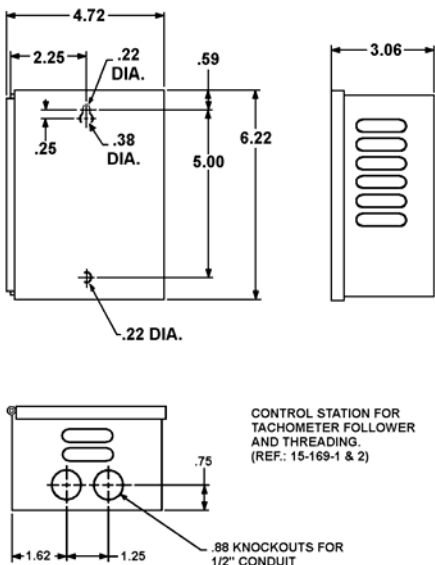 4.72
2.25
.22
DIA.
.59
3.06
.25
.38
DIA.
5.00
6.22
.22 DIA.
CONTROL STATION FOR
TACHOMETER FOLLOWER
AND THREADING.
(REF.: 15-169-1 & 2)
.75
1.62
1.25
.88 KNOCKOUTS FOR
1/2" CONDUIT